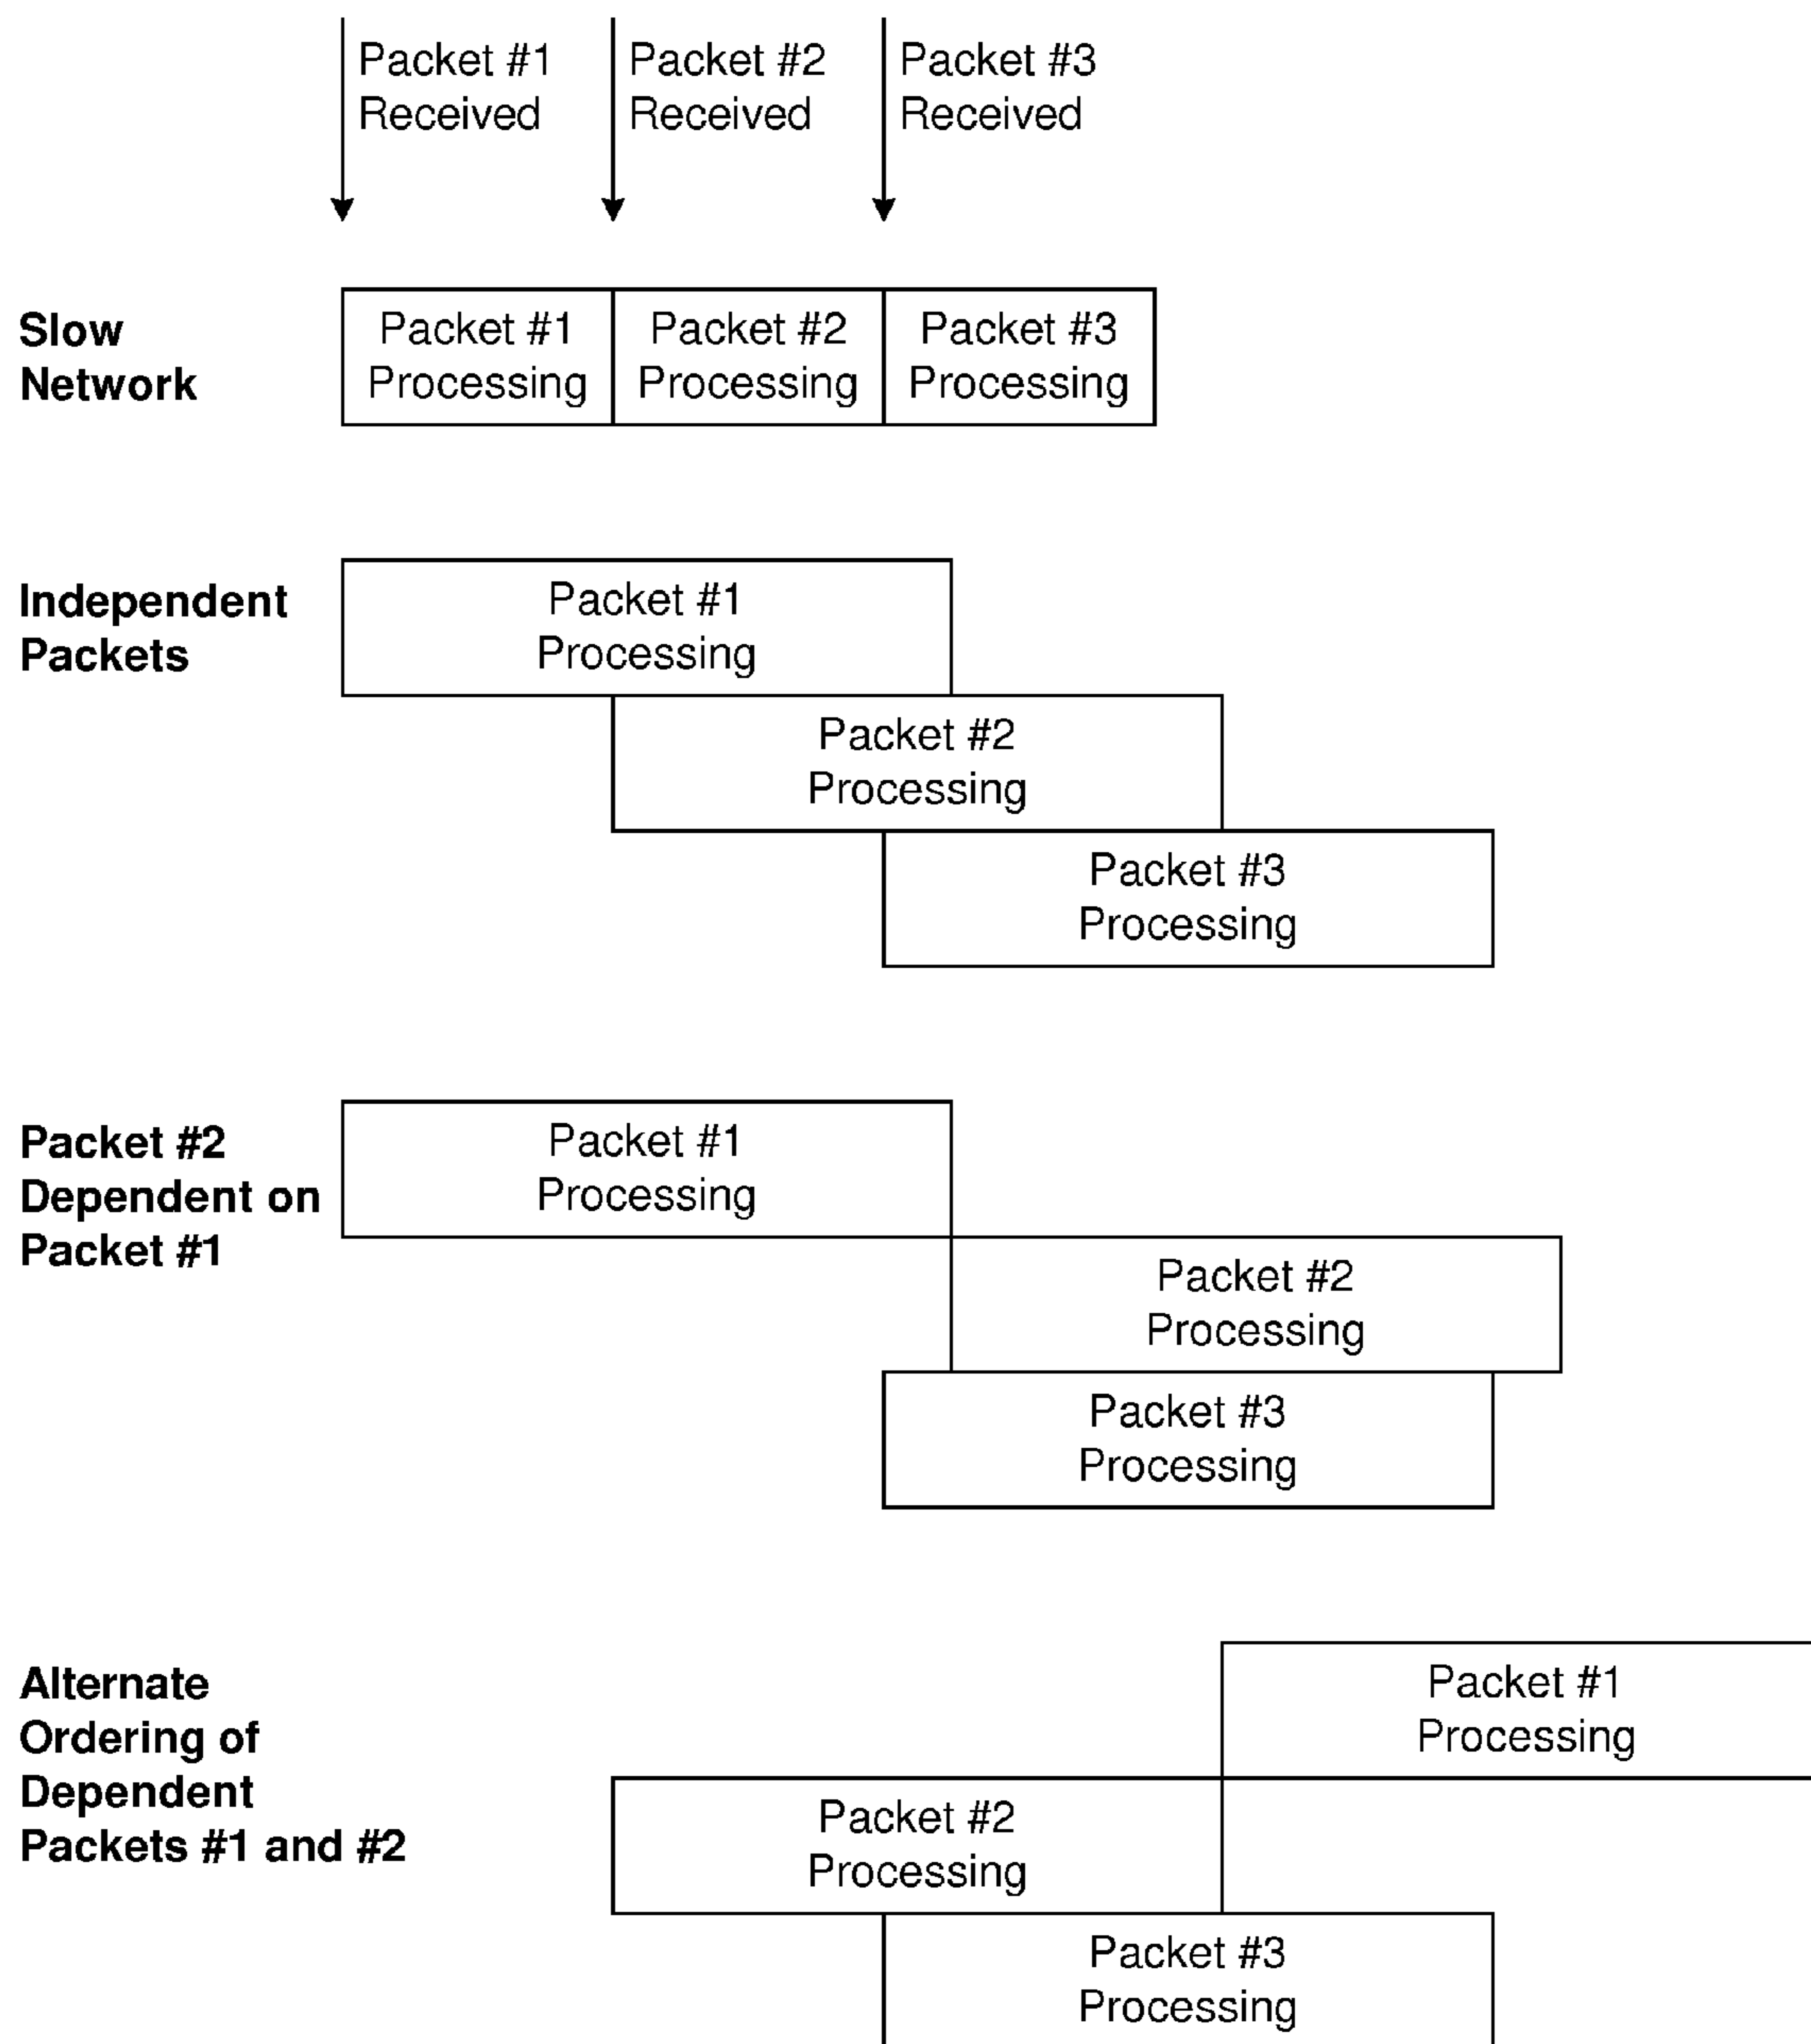 Packet #1
Received
Packet #2
Received
Packet #3
Received
Slow
Network
Packet #1
Processing
Packet #2
Processing
Packet #3
Processing
Independent
Packets
Packet #1
Processing
Packet #2
Processing
Packet #3
Processing
Packet #2
Dependent on
Packet #1
Packet #1
Processing
Packet #2
Processing
Packet #3
Processing
Alternate
Ordering of
Dependent
Packets #1 and #2
Packet #1
Processing
Packet #2
Processing
Packet #3
Processing